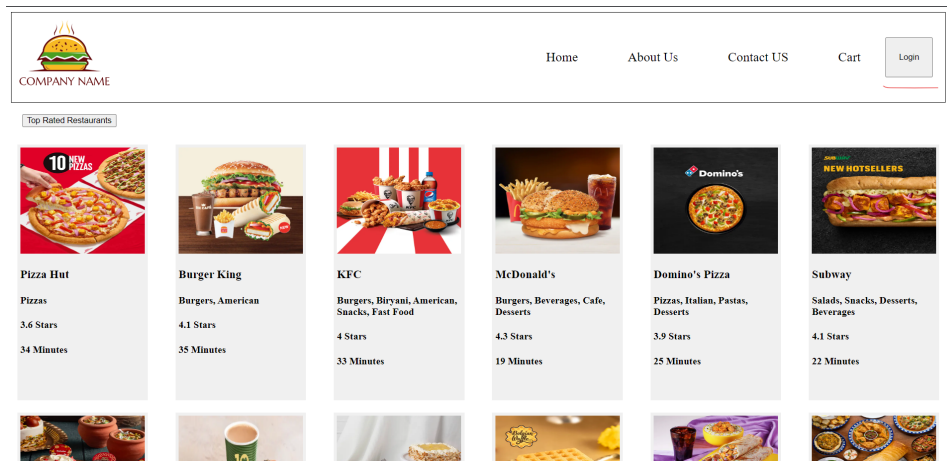 COMPANY NAME
Home
About Us
Contact US
Cart
Login
Top Rated Restaurants
10 NEW PIZZAS
Domino's
NEW HOTSELLERS
Pizza Hut
Burger King
KFC
McDonald's
Domino's Pizza
Subway
Pizzas
Burgers, American
Burgers, Biryani, American,
Snacks, Fast Food
Burgers, Beverages, Cafe,
Desserts
Pizzas, Italian, Pastas,
Desserts
Salads, Snacks, Desserts,
Beverages
3.6 Stars
4.1 Stars
4 Stars
4.3 Stars
3.9 Stars
4.1 Stars
34 Minutes
35 Minutes
33 Minutes
19 Minutes
25 Minutes
22 Minutes